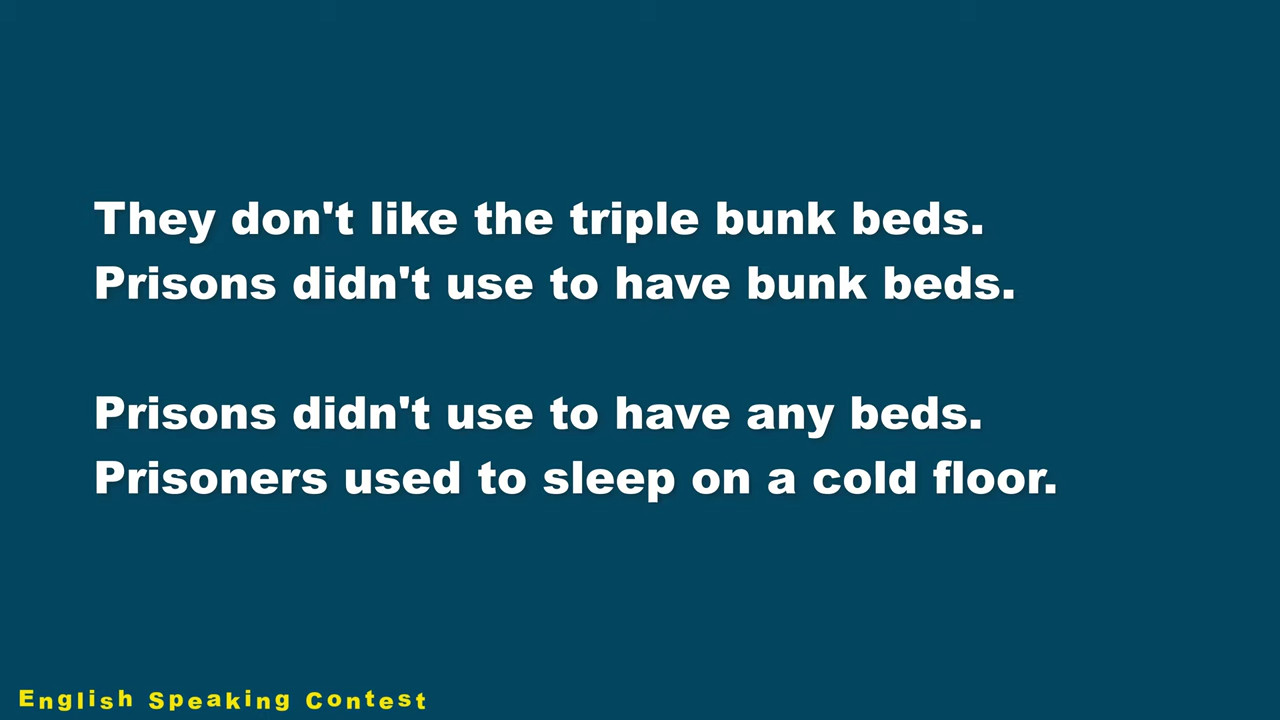 They don't like the triple bunk beds.
Prisons didn't use to have bunk beds.
Prisons didn't use to have any beds.
Prisoners used to sleep on a cold floor.
English Speaking Contest